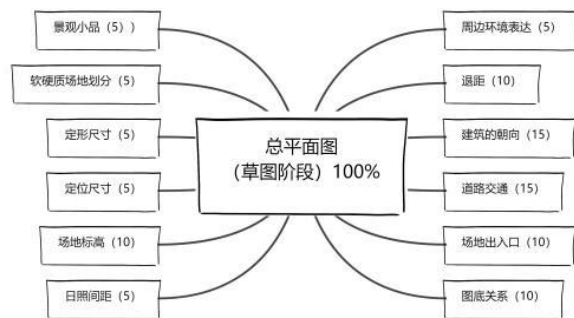 景观小品（5））
软硬质场地划分（5）
定形尺寸（5）
定位尺寸（5）
场地标高（10）
日照间距（5）
总平面图
（草图阶段）100%
周边环境表达（5）
退距（10）
建筑的朝向（15）
道路交通（15）
场地出入口（10）
图底关系（10）